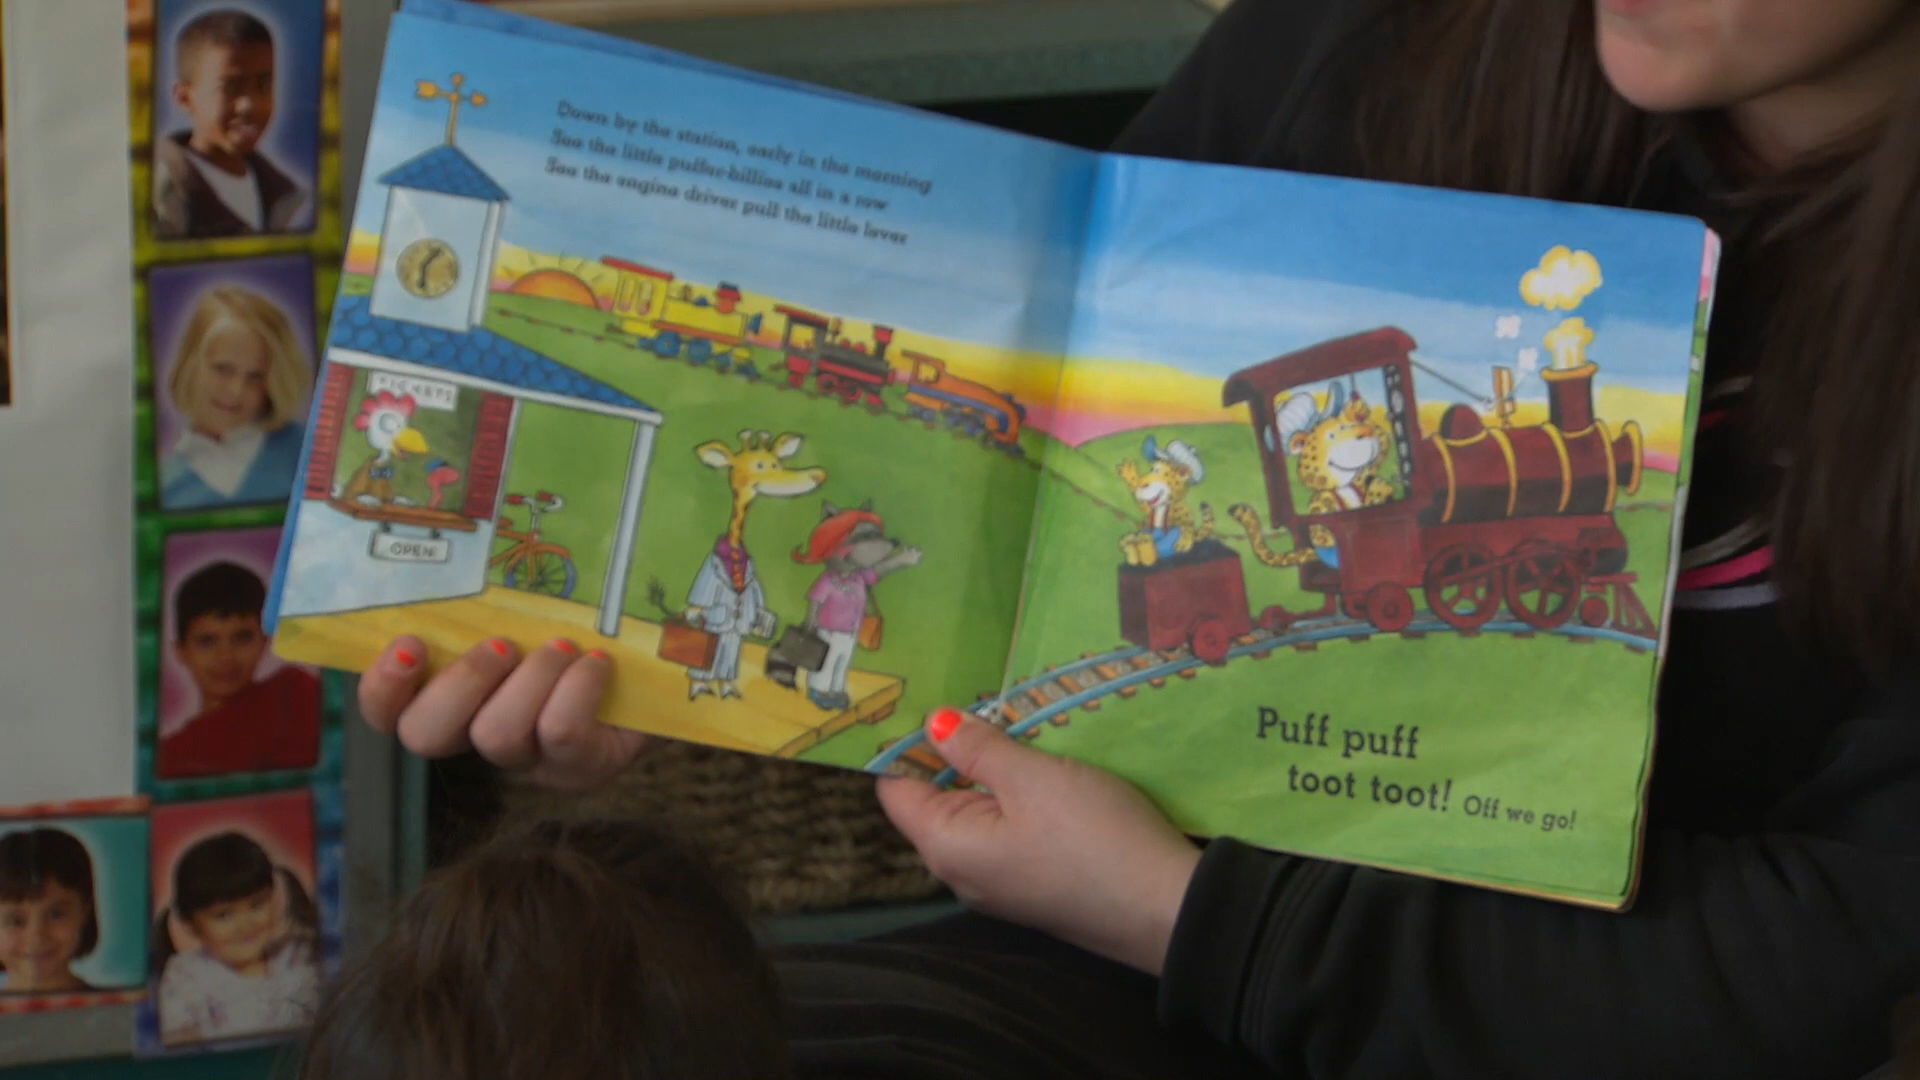 Down by the station, early in the morning
See the little puffer-billies all in a row
See the engine driver pull the little lever
TICKETS
OPEN
Puff puff
toot toot! Off we go!